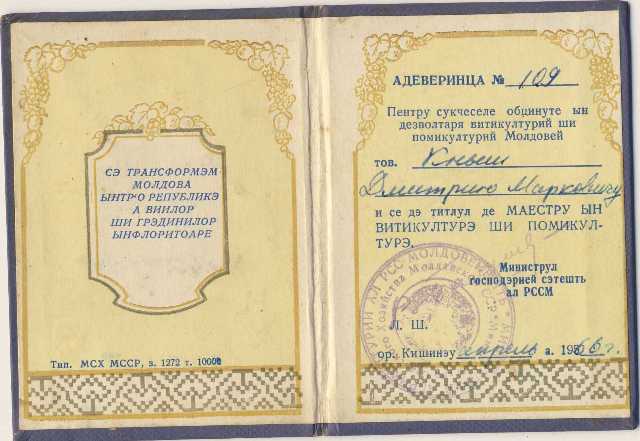 СЭ ТРАНСФОРМЭМ
МОЛДОВА
ЫНТР'О РЕПУБЛИКЭ
А ВИИЛОР
ШИ ГРЭДИНИЛОР
ЫНФЛОРИТОАРЕ
Тип. МСХ МССР, з. 1272 т. 10000
АДЕВЕРИНЦА № 109
Пентру сукчеселе обцинуте ын
дезволтаря витикултурий ши
помикултурий Молдовей
тов. Кныш
Дмитрию Марковичу
и се дэ титлул де МАЕСТРУ ЫН
ВИТИКУЛТУРЭ ШИ ПОМИКУЛ-
ТУРЭ.
Министрул
господэрией сэтешть
ал РССМ
Л. Ш.
ор. Кишинэу апрель а. 1966 г.